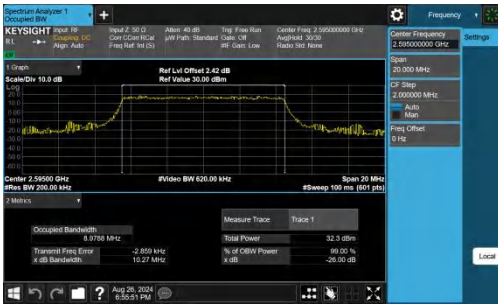 Spectrum Analyzer 1
Occupied BW
+
Frequency
KEYSIGHT
Input: RF
Coupling: DC
Align: Auto
Input Z: 50 Ω
Corr CCorr RCal
Freq Ref: Int (S)
Atten: 40 dB
µW Path: Standard
Trig: Free Run
Gate: Off
#IF Gain: Low
Center Freq: 2.595000000 GHz
Avg|Hold: 30/30
Radio Std: None
RL
Center Frequency
2.595000000 GHz
Settings
Span
20.000 MHz
CF Step
2.000000 MHz
Auto
Man
Freq Offset
0 Hz
Local
1 Graph
Scale/Div 10.0 dB
Ref Lvl Offset 2.42 dB
Ref Value 30.00 dBm
Log
20.0
10.0
0.00
-10.0
-20.0
-30.0
-40.0
-50.0
-60.0
Center 2.59500 GHz
#Res BW 200.00 kHz
#Video BW 620.00 kHz
Span 20 MHz
#Sweep 100 ms (601 pts)
2 Metrics
Measure Trace
Trace 1
Occupied Bandwidth
8.9788 MHz
Total Power
32.3 dBm
Transmit Freq Error
-2.859 kHz
% of OBW Power
99.00 %
x dB Bandwidth
10.27 MHz
x dB
-26.00 dB
?
Aug 26, 2024
6:55:51 PM